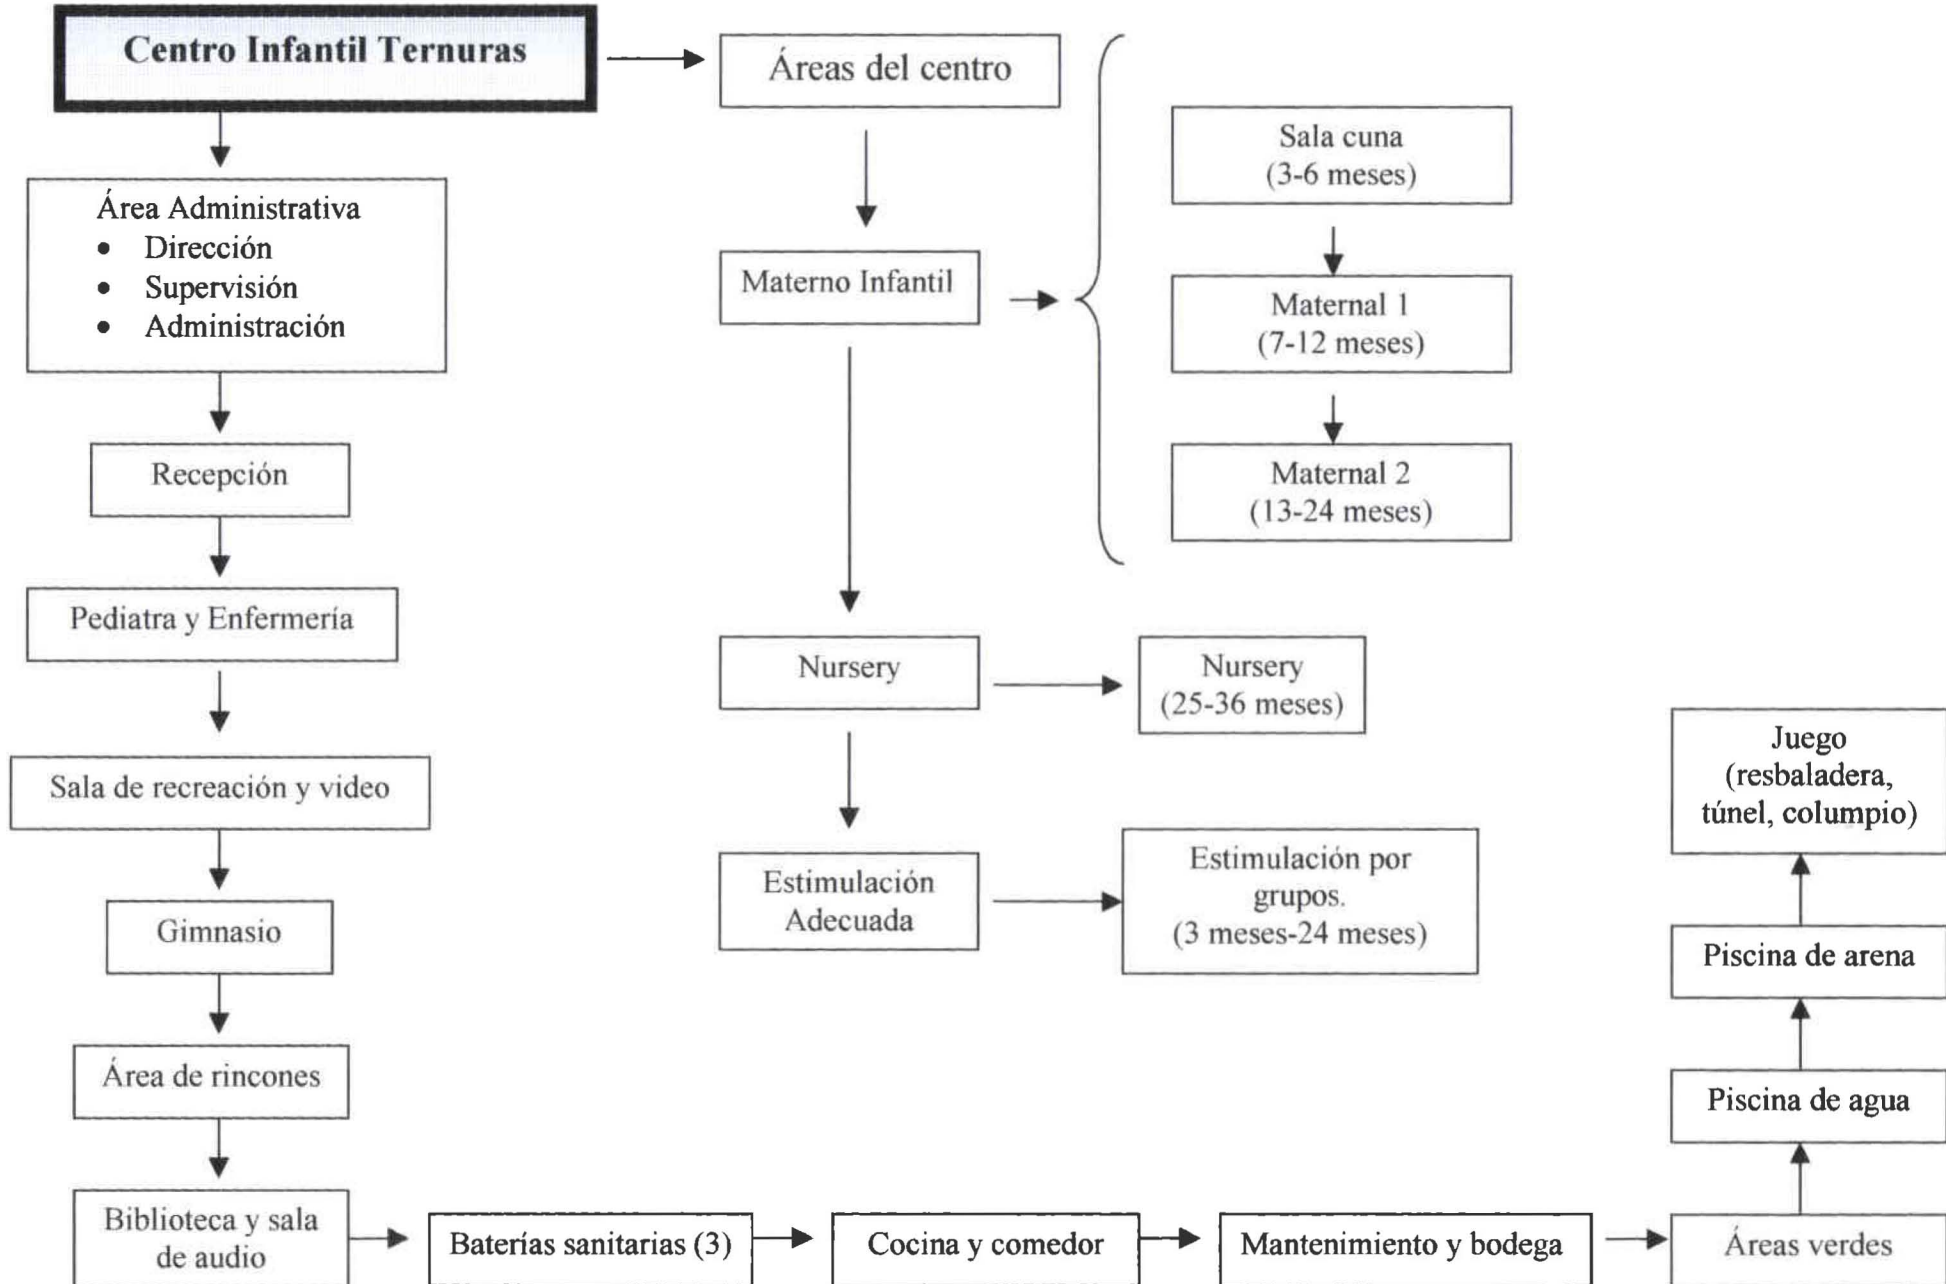 Centro Infantil Ternuras
Áreas del centro
Sala cuna
(3-6 meses)
Área Administrativa
• Dirección
• Supervisión
• Administración
Materno Infantil
Maternal 1
(7-12 meses)
Recepción
Maternal 2
(13-24 meses)
Pediatra y Enfermería
Nursery
Nursery
(25-36 meses)
Sala de recreación y video
Juego
(resbaladera,
túnel, columpio)
Estimulación
Adecuada
Estimulación por
grupos.
(3 meses-24 meses)
Gimnasio
Piscina de arena
Área de rincones
Piscina de agua
Biblioteca y sala
de audio
Baterías sanitarias (3)
Cocina y comedor
Mantenimiento y bodega
Áreas verdes